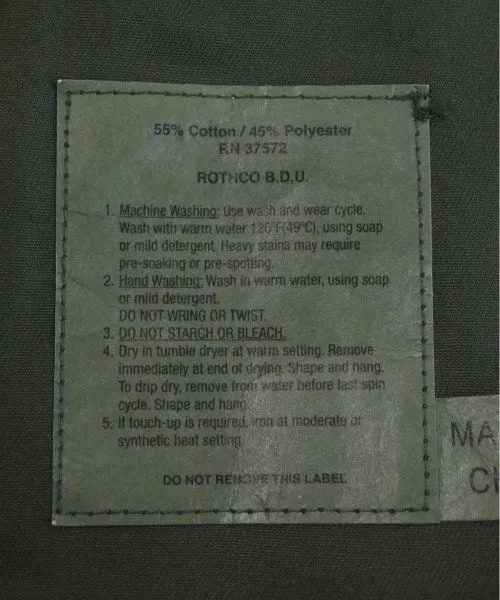 55% Cotton / 45% Polyester
RN 37572
ROTHCO B.D.U.
1. Machine Washing: Use wash and wear cycle.
Wash with warm water 120°F(49°C), using soap
or mild detergent. Heavy stains may require
pre-soaking or pre-spotting.
2. Hand Washing: Wash in warm water, using soap
or mild detergent.
DO NOT WRING OR TWIST.
3. DO NOT STARCH OR BLEACH.
4. Dry in tumble dryer at warm setting. Remove
immediately at end of drying. Shape and hang.
To drip dry, remove from water before last spin
cycle. Shape and hang.
5. If touch-up is required, iron at moderate or
synthetic heat setting
DO NOT REMOVE THIS LABEL
MA